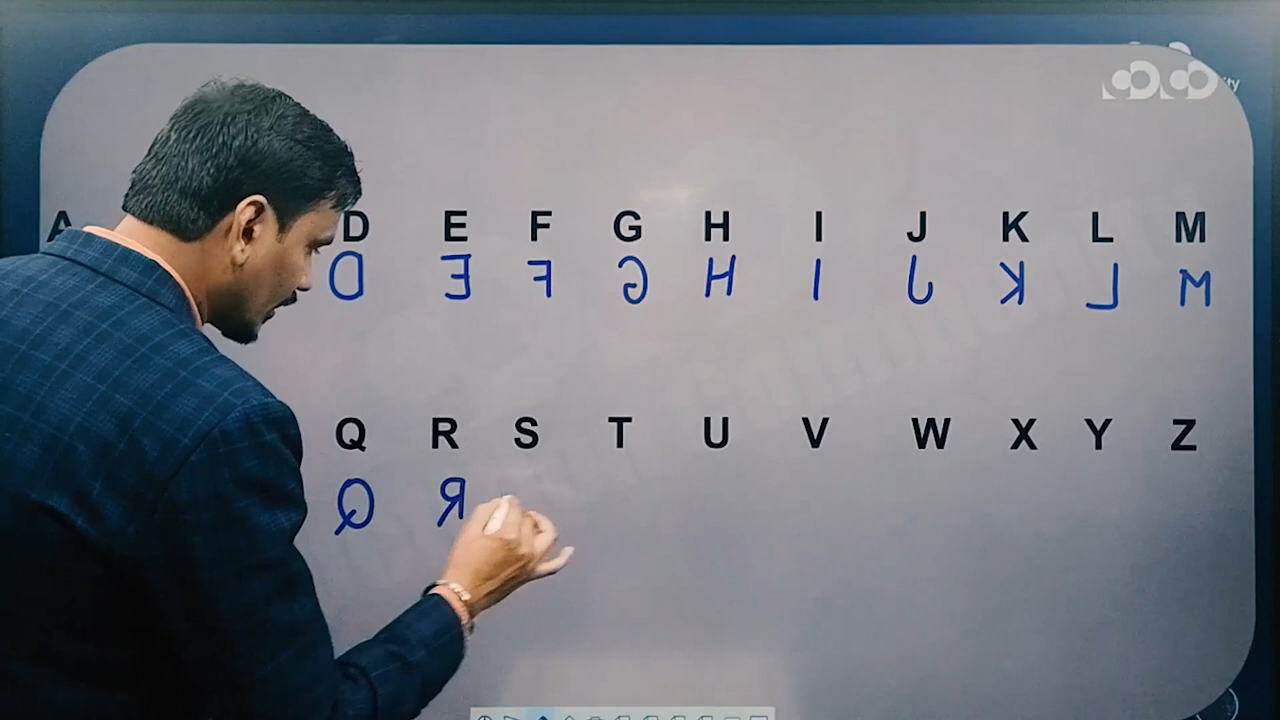 A D E F G H I J K L M
D E F G H I J K L M
Q R S T U V W X Y Z
Q R